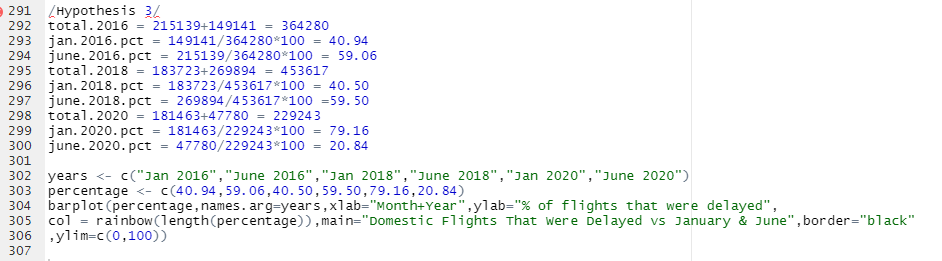 291 /Hypothesis 3/
292 total.2016 = 215139+149141 = 364280
293 jan.2016.pct = 149141/364280*100 = 40.94
294 june.2016.pct = 215139/364280*100 = 59.06
295 total.2018 = 183723+269894 = 453617
296 jan.2018.pct = 183723/453617*100 = 40.50
297 june.2018.pct = 269894/453617*100 =59.50
298 total.2020 = 181463+47780 = 229243
299 jan.2020.pct = 181463/229243*100 = 79.16
300 june.2020.pct = 47780/229243*100 = 20.84
301
302 years <- c("Jan 2016","June 2016","Jan 2018","June 2018","Jan 2020","June 2020")
303 percentage <- c(40.94,59.06,40.50,59.50,79.16,20.84)
304 barplot(percentage,names.arg=years,xlab="Month+Year",ylab="% of flights that were delayed",
305 col = rainbow(length(percentage)),main="Domestic Flights That Were Delayed vs January & June",border="black"
306 ,ylim=c(0,100))
307